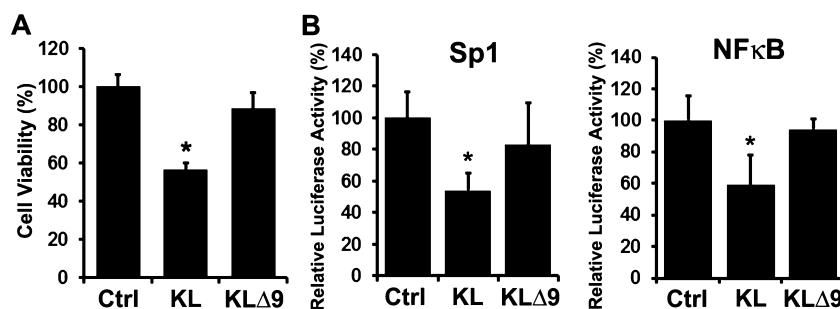 A
Cell Viability (%)
120
100
80
60
40
20
0
*
Ctrl KL KLΔ9
B
Sp1
Relative Luciferase Activity (%)
140
120
100
80
60
40
20
0
*
Ctrl KL KLΔ9
NFκB
Relative Luciferase Activity (%)
140
120
100
80
60
40
20
0
*
Ctrl KL KLΔ9